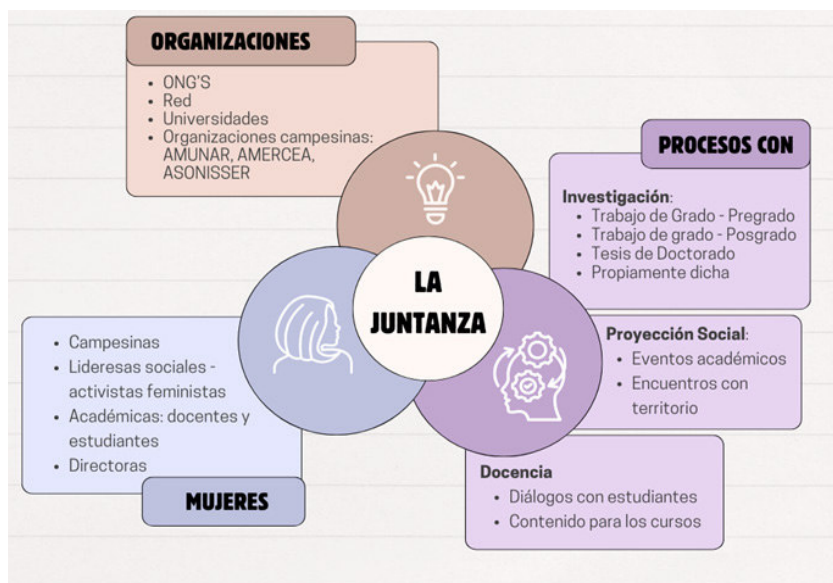 ORGANIZACIONES
• ONG'S
• Red
• Universidades
• Organizaciones campesinas:
AMUNAR, AMERCEA,
ASONISSER
PROCESOS CON
Investigación:
• Trabajo de Grado - Pregrado
• Trabajo de grado - Posgrado
• Tesis de Doctorado
• Propiamente dicha
LA
JUNTANZA
Proyección Social:
• Eventos académicos
• Encuentros con
territorio
• Campesinas
• Lideresas sociales -
activistas feministas
• Académicas: docentes y
estudiantes
• Directoras
MUJERES
Docencia
• Diálogos con estudiantes
• Contenido para los cursos